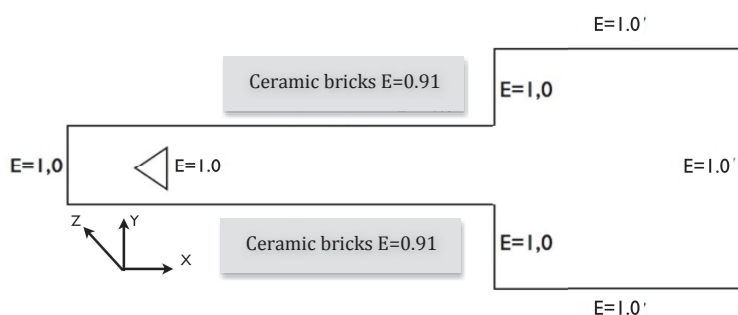 E=1.0'
Ceramic bricks E=0.91
E=1,0
E=1,0
E=1.0
E=1.0'
Z
Y
X
Ceramic bricks E=0.91
E=1,0
E=1.0'